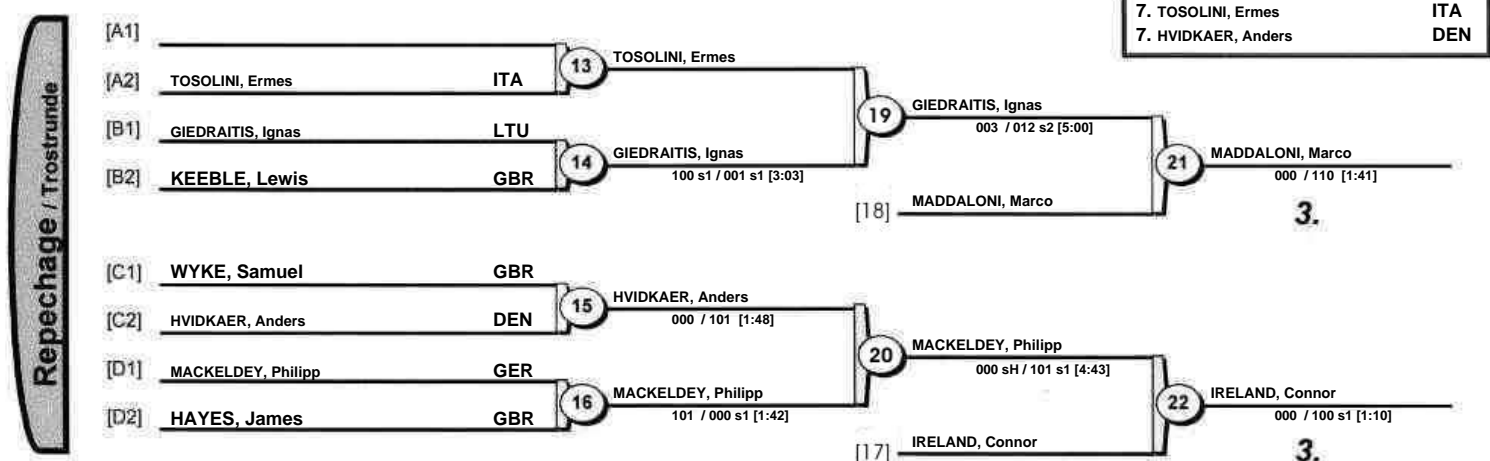 7. TOSOLINI, Ermes ITA
7. HVIDKAER, Anders DEN
Repechage / Trostrunde
[A1]
[A2] TOSOLINI, Ermes ITA
13
TOSOLINI, Ermes
[B1] GIEDRAITIS, Ignas LTU
[B2] KEEBLE, Lewis GBR
14
GIEDRAITIS, Ignas
100 s1 / 001 s1 [3:03]
19
GIEDRAITIS, Ignas
003 / 012 s2 [5:00]
[18] MADDALONI, Marco
21
MADDALONI, Marco
000 / 110 [1:41]
3.
[C1] WYKE, Samuel GBR
[C2] HVIDKAER, Anders DEN
15
HVIDKAER, Anders
000 / 101 [1:48]
[D1] MACKELDEY, Philipp GER
[D2] HAYES, James GBR
16
MACKELDEY, Philipp
101 / 000 s1 [1:42]
20
MACKELDEY, Philipp
000 sH / 101 s1 [4:43]
[17] IRELAND, Connor
22
IRELAND, Connor
000 / 100 s1 [1:10]
3.